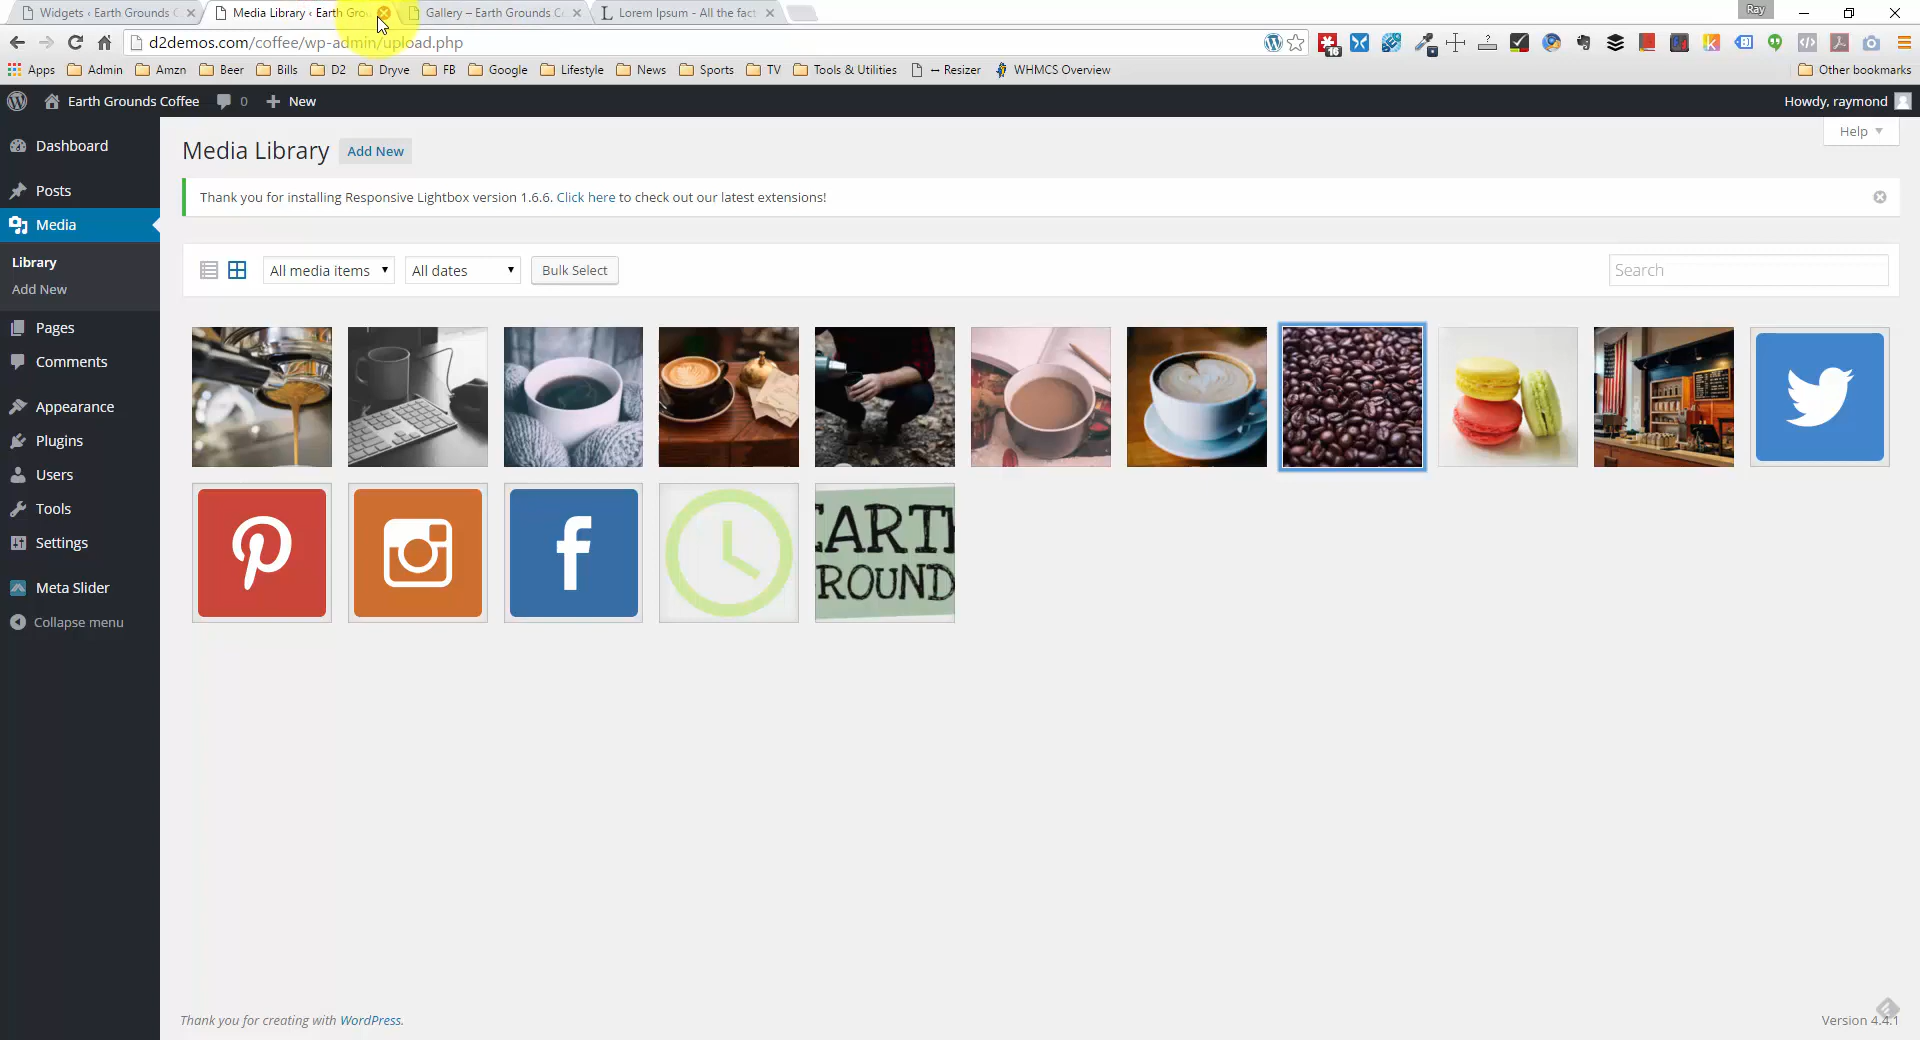 Widgets ‹ Earth Grounds C
Media Library ‹ Earth Gro
Gallery – Earth Grounds C
Lorem Ipsum - All the fact
Ray
d2demos.com/coffee/wp-admin/upload.php
16
Apps Admin Amzn Beer Bills D2 Dryve FB Google Lifestyle News Sports TV Tools & Utilities ↔ Resizer WHMCS Overview Other bookmarks
Earth Grounds Coffee 0 + New Howdy, raymond
Help
Dashboard
Posts
Media
Library
Add New
Pages
Comments
Appearance
Plugins
Users
Tools
Settings
Meta Slider
Collapse menu
Media Library Add New
Thank you for installing Responsive Lightbox version 1.6.6. Click here to check out our latest extensions!
All media items All dates Bulk Select Search
EARTH
ROUND
Thank you for creating with WordPress.
Version 4.4.1